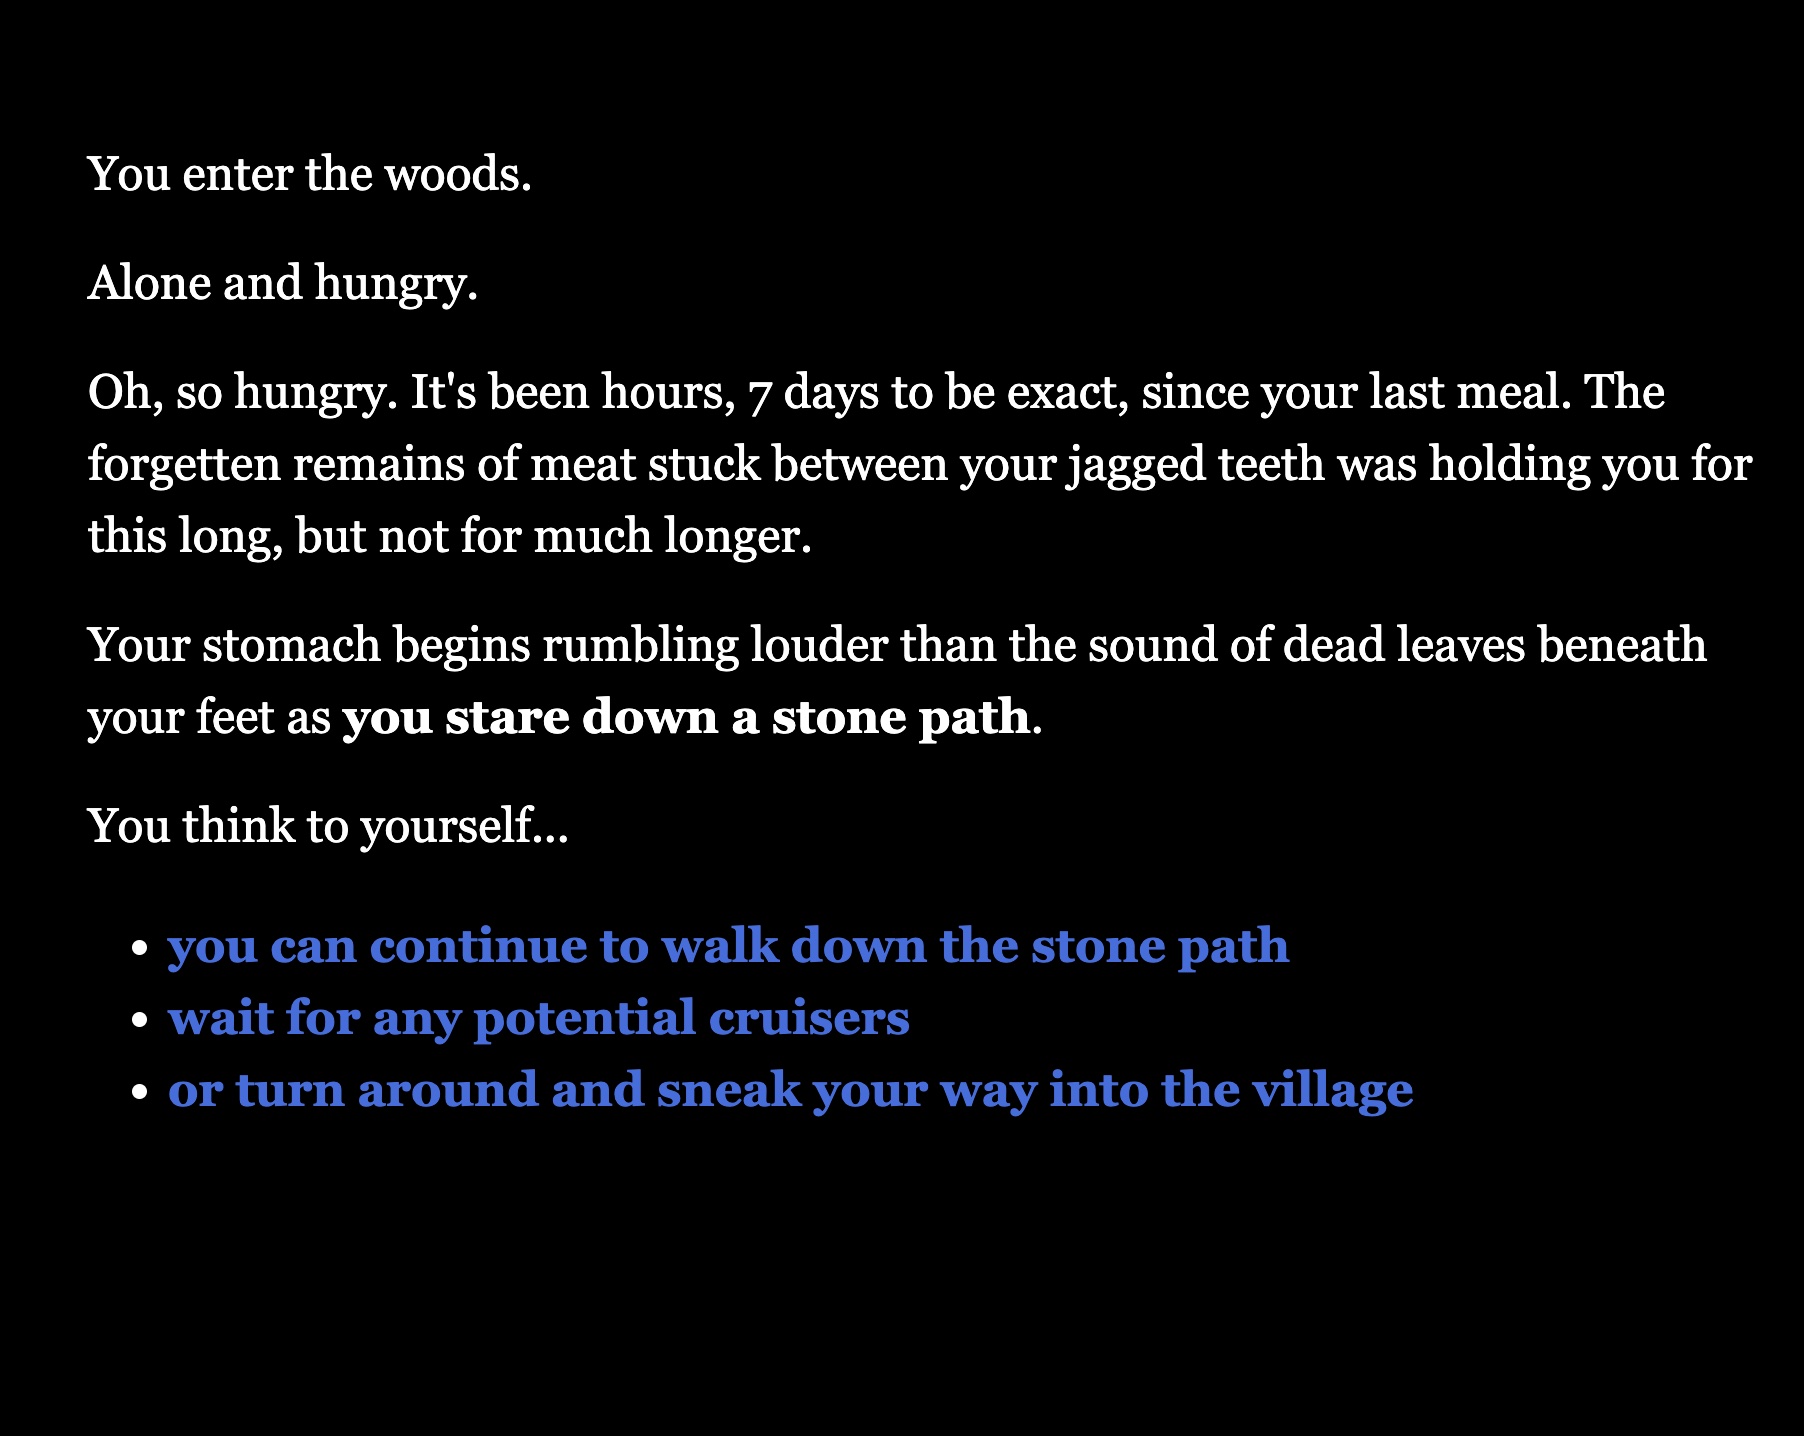 You enter the woods.
Alone and hungry.
Oh, so hungry. It's been hours, 7 days to be exact, since your last meal. The
forgetten remains of meat stuck between your jagged teeth was holding you for
this long, but not for much longer.
Your stomach begins rumbling louder than the sound of dead leaves beneath
your feet as you stare down a stone path.
You think to yourself...
• you can continue to walk down the stone path
• wait for any potential cruisers
• or turn around and sneak your way into the village